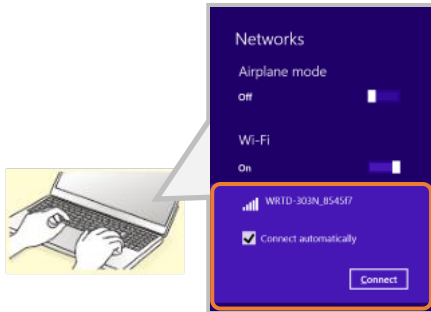 Networks
Airplane mode
Off
Wi-Fi
On
WRTD-303N_8545f7
Connect automatically
Connect